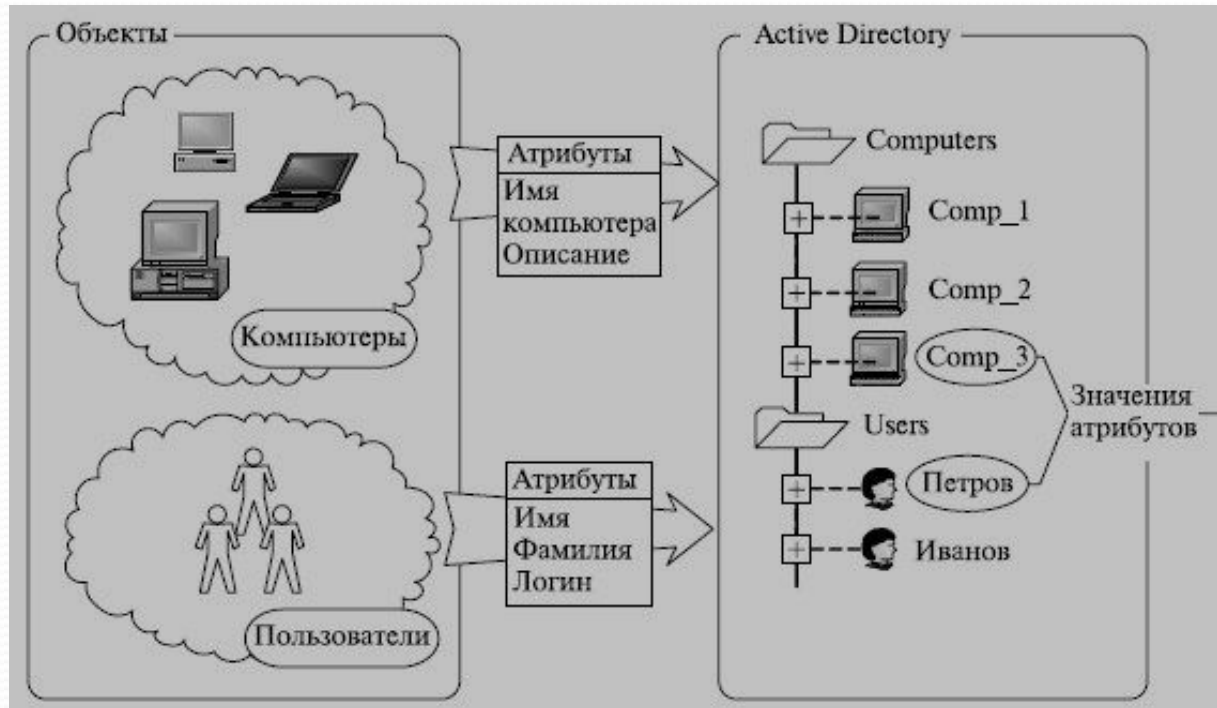 Объекты
Компьютеры
Атрибуты
Имя
компьютера
Описание
Пользователи
Атрибуты
Имя
Фамилия
Логин
Active Directory
Computers
Comp_1
Comp_2
Comp_3
Users
Петров
Иванов
Значения
атрибутов